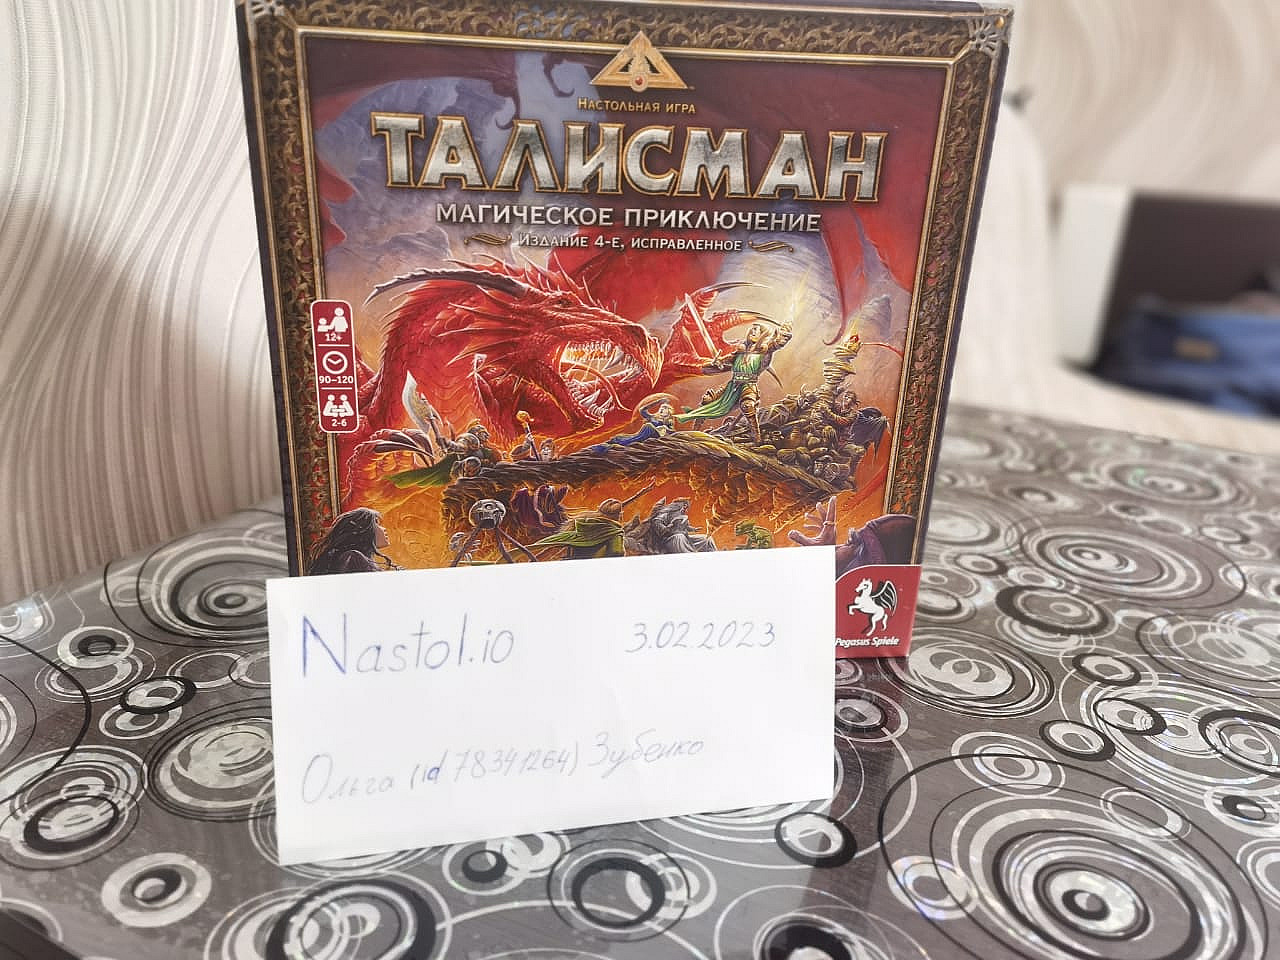 Настольная игра
ТАЛИСМАН
МАГИЧЕСКОЕ ПРИКЛЮЧЕНИЕ
Издание 4-е, исправленное
12+
90–120
2-6
Pegasus Spiele
Nastol.io 3.02.2023
Ольга (id 78341264) Зубенко